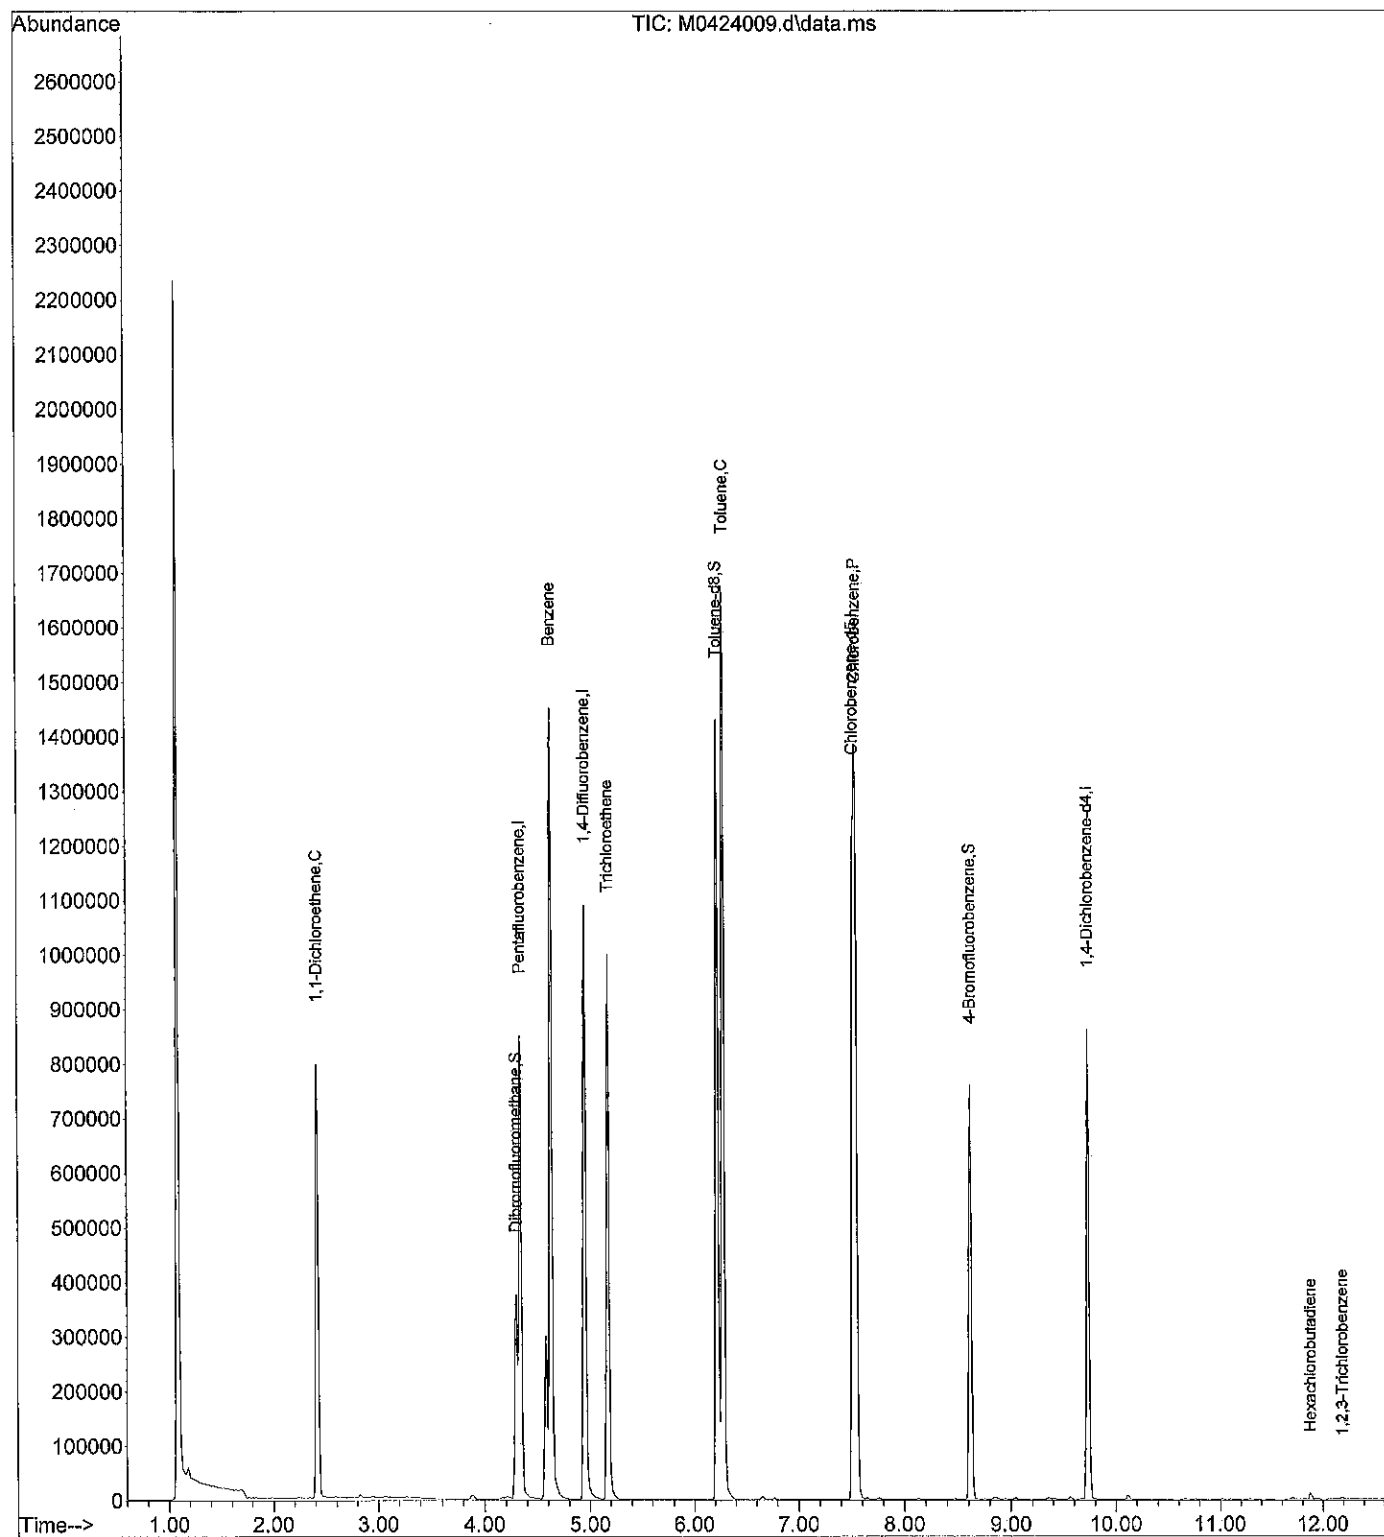 Abundance
TIC: M0424009.d\data.ms
2600000
2500000
2400000
2300000
2200000
2100000
2000000
1900000
1800000
1700000
1600000
1500000
1400000
1300000
1200000
1100000
1000000
900000
800000
700000
600000
500000
400000
300000
200000
100000
0
1,1-Dichloroethene,C
Dibromofluoromethane,S
Pentafluorobenzene,I
Benzene
1,4-Difluorobenzene,I
Trichloroethene
Toluene-d8,S
Toluene,C
Chlorobenzene,P
4-Bromofluorobenzene,S
1,4-Dichlorobenzene-d4,I
Hexachlorobutadiene
1,2,3-Trichlorobenzene
Time-->
1.00 2.00 3.00 4.00 5.00 6.00 7.00 8.00 9.00 10.00 11.00 12.00